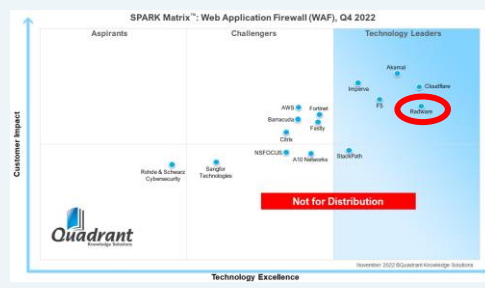 SPARK Matrix™: Web Application Firewall (WAF), Q4 2022
Aspirants
Challengers
Technology Leaders
Akamai
Imperva
Cloudflare
F5
Radware
AWS
Fortinet
Barracuda
Fastly
Citrix
NSFOCUS
A10 Networks
StackPath
Rohde & Schwarz
Cybersecurity
Sangfor
Technologies
Not for Distribution
Quadrant
Knowledge Solutions
November 2022 ©Quadrant Knowledge Solutions
Customer Impact
Technology Excellence